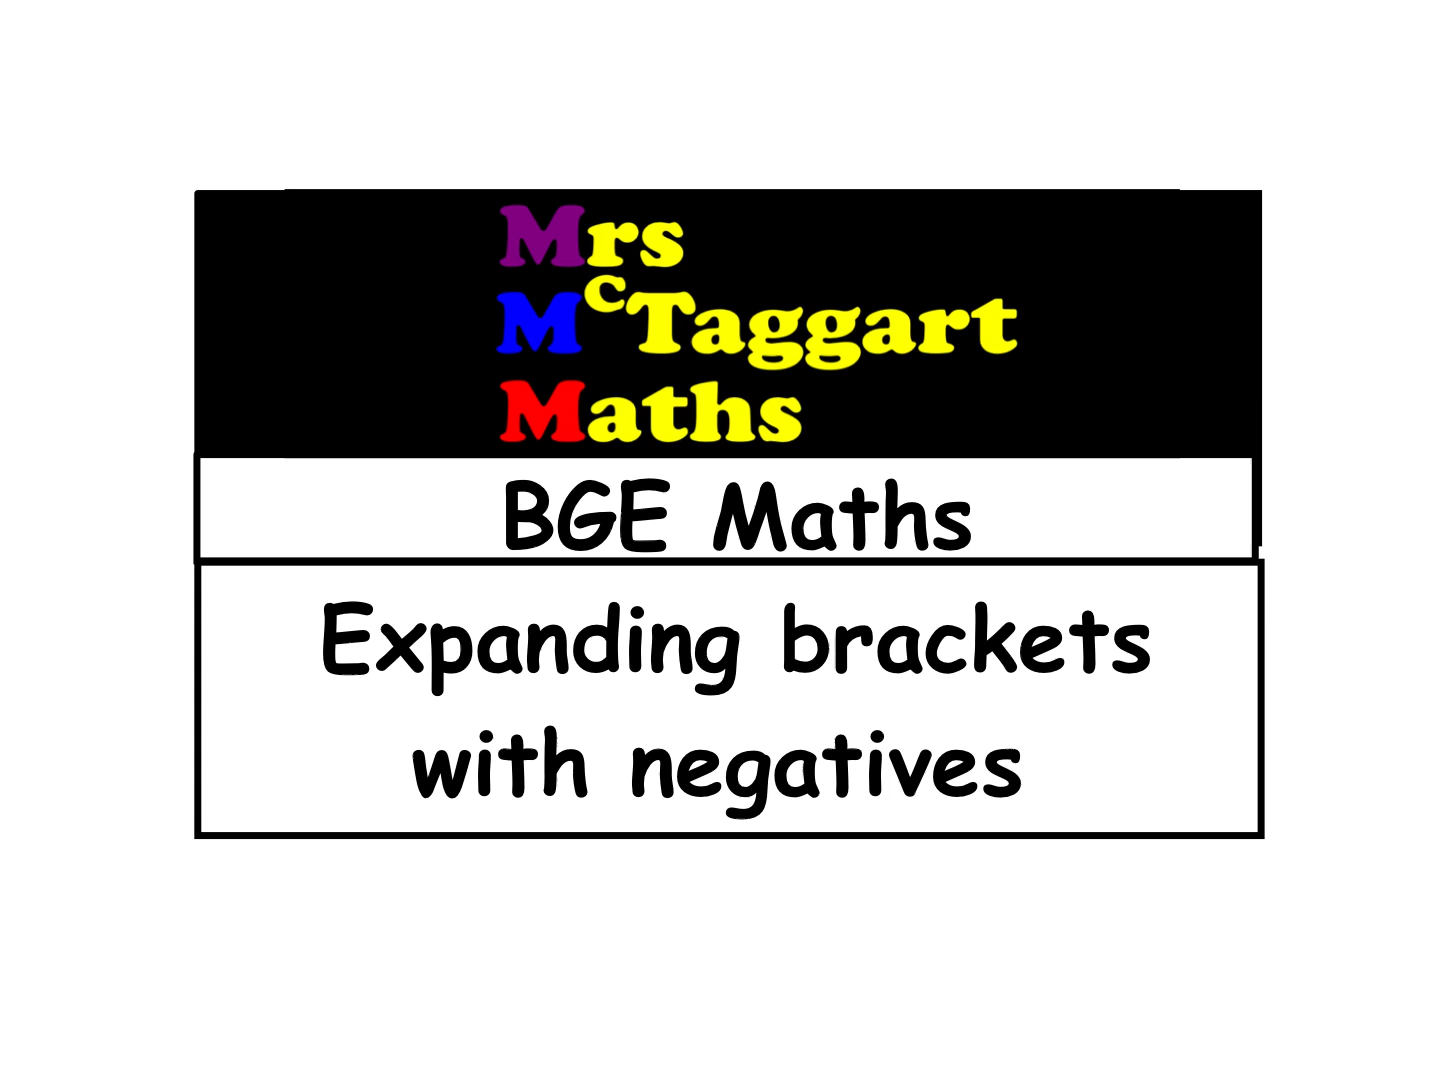 Mrs
McTaggart
Maths
BGE Maths
Expanding brackets
with negatives